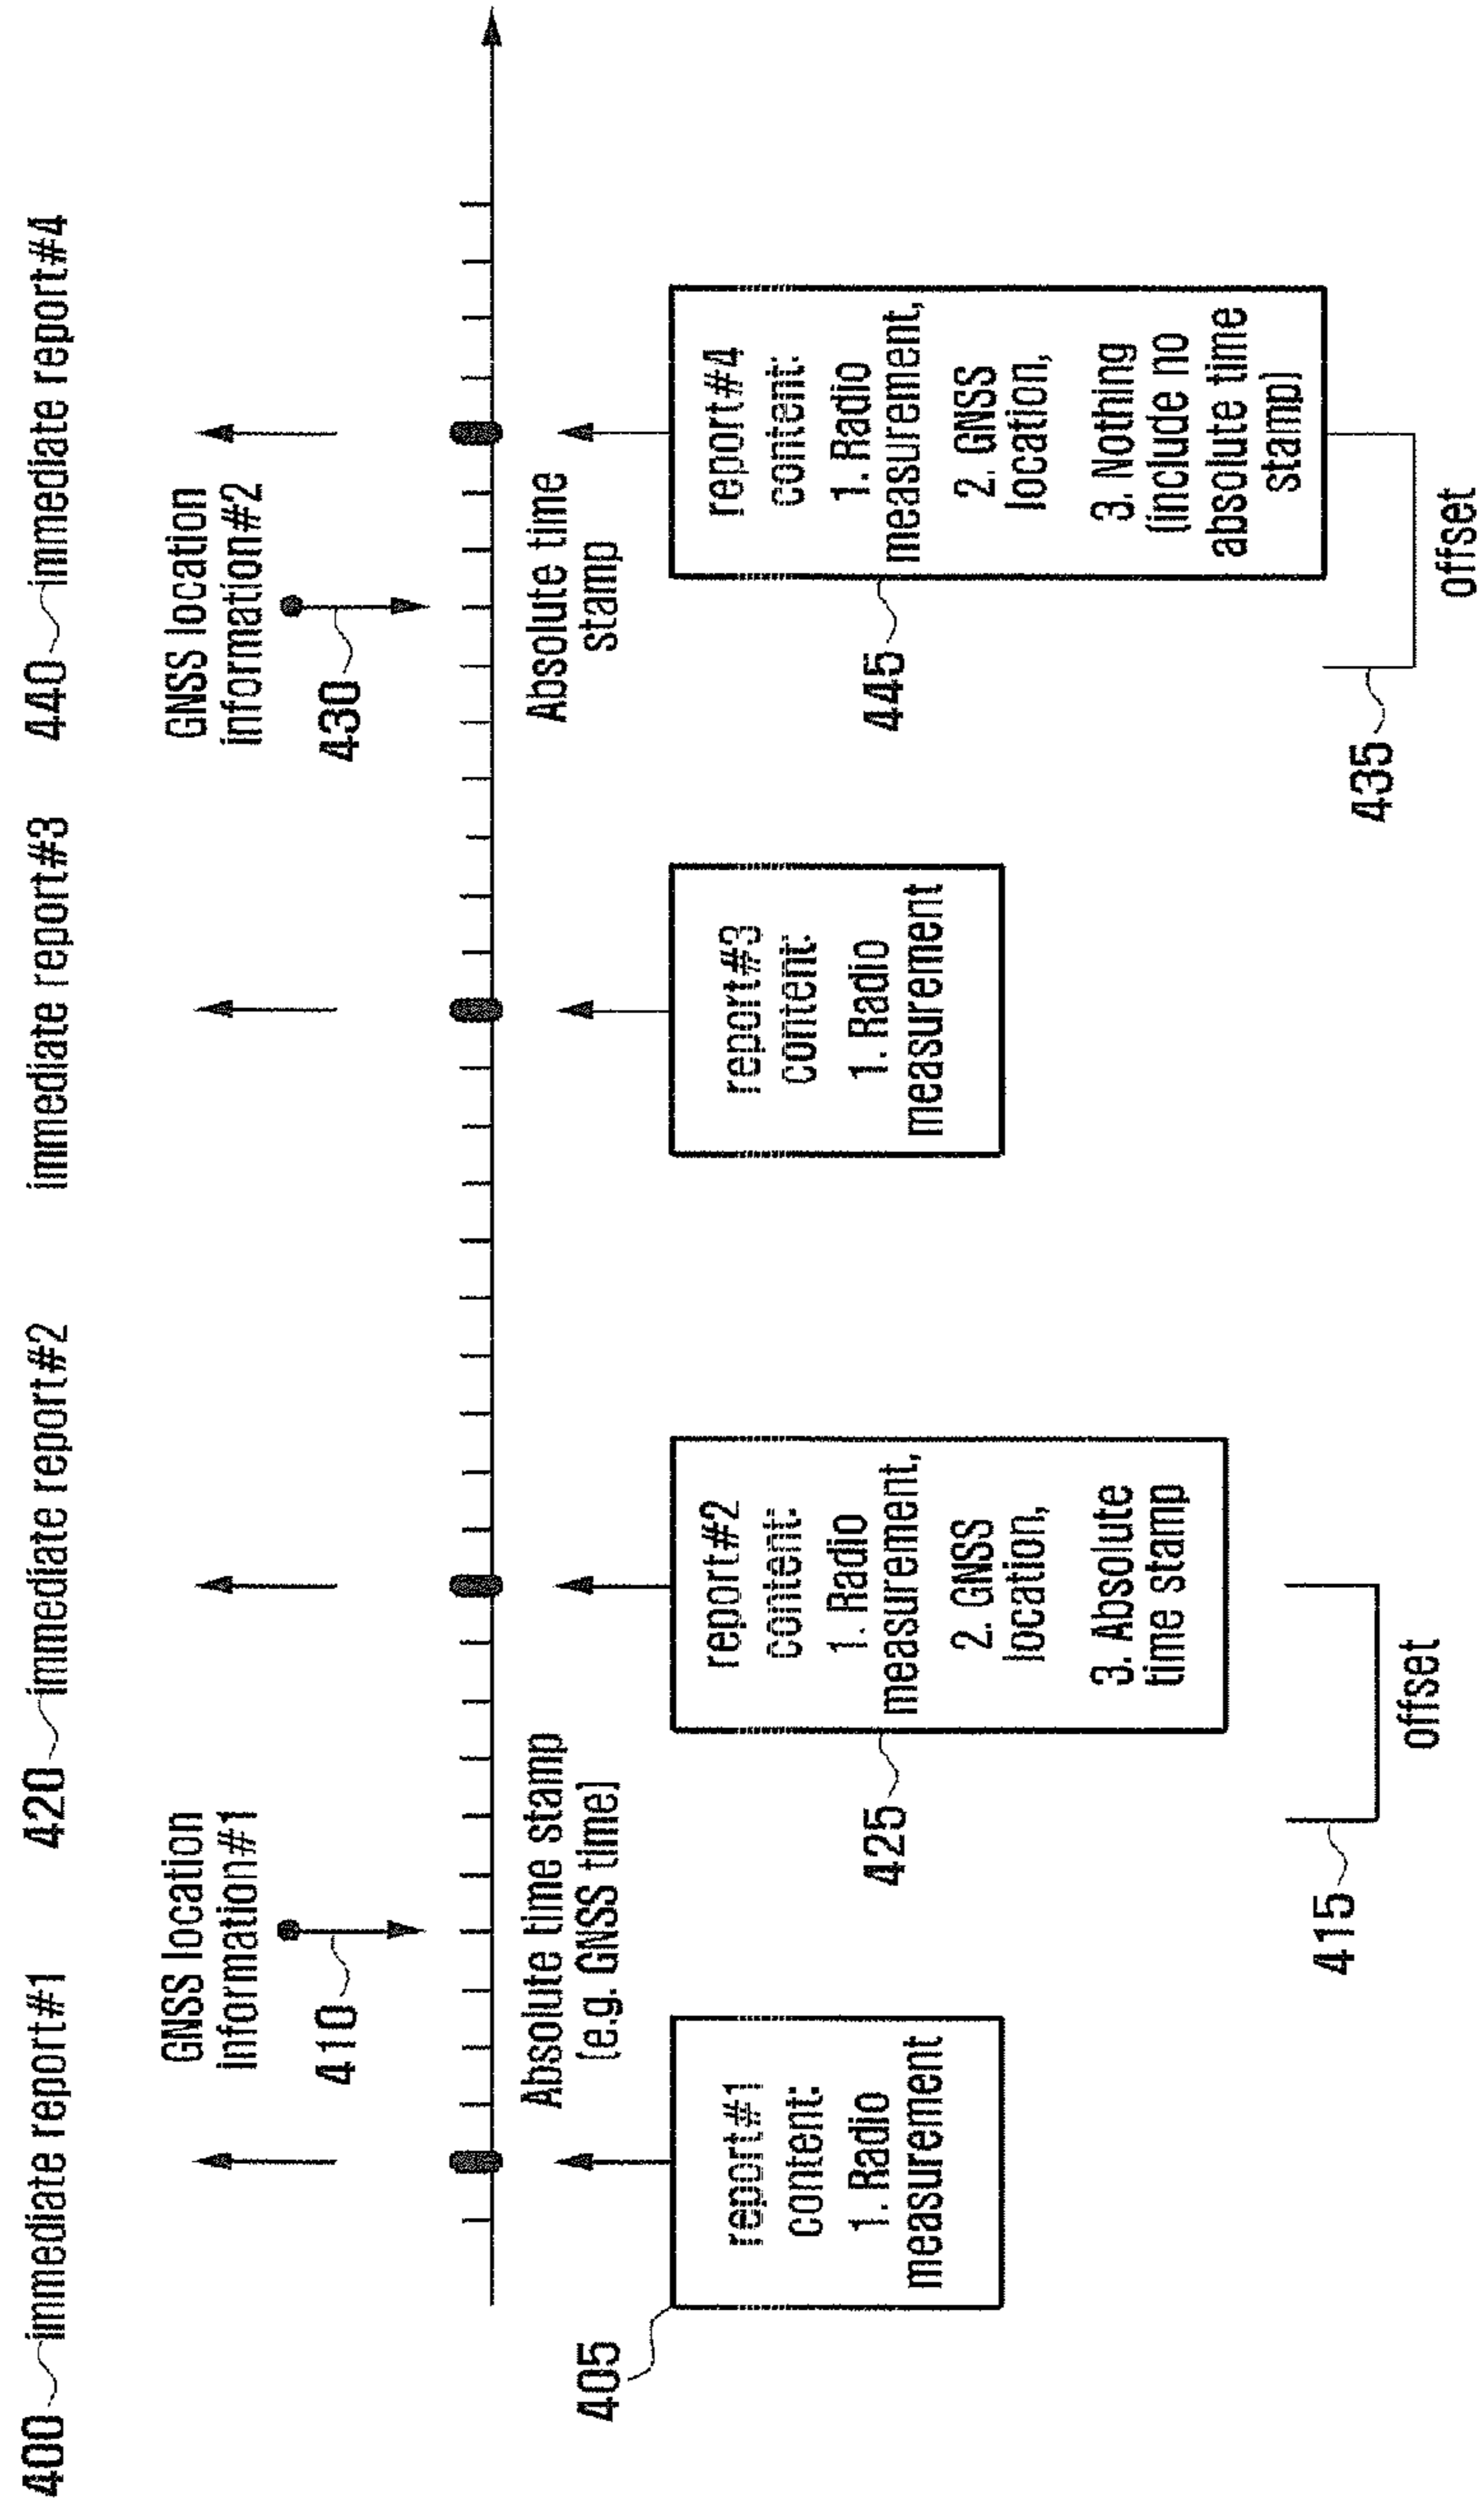 400 immediate report#1
420 immediate report#2
immediate report#3
440 immediate report#4
GNSS location
information#1
410
GNSS location
information#2
430
Absolute time stamp
(e.g. GNSS time)
Absolute time
stamp
405
report#1
content:
1. Radio
measurement
425
report#2
content:
1. Radio
measurement,
2. GNSS
location,
3. Absolute
time stamp
report#3
content:
1. Radio
measurement
445
report#4
content:
1. Radio
measurement,
2. GNSS
location,
3. Nothing
(include no
absolute time
stamp)
415
offset
435
offset